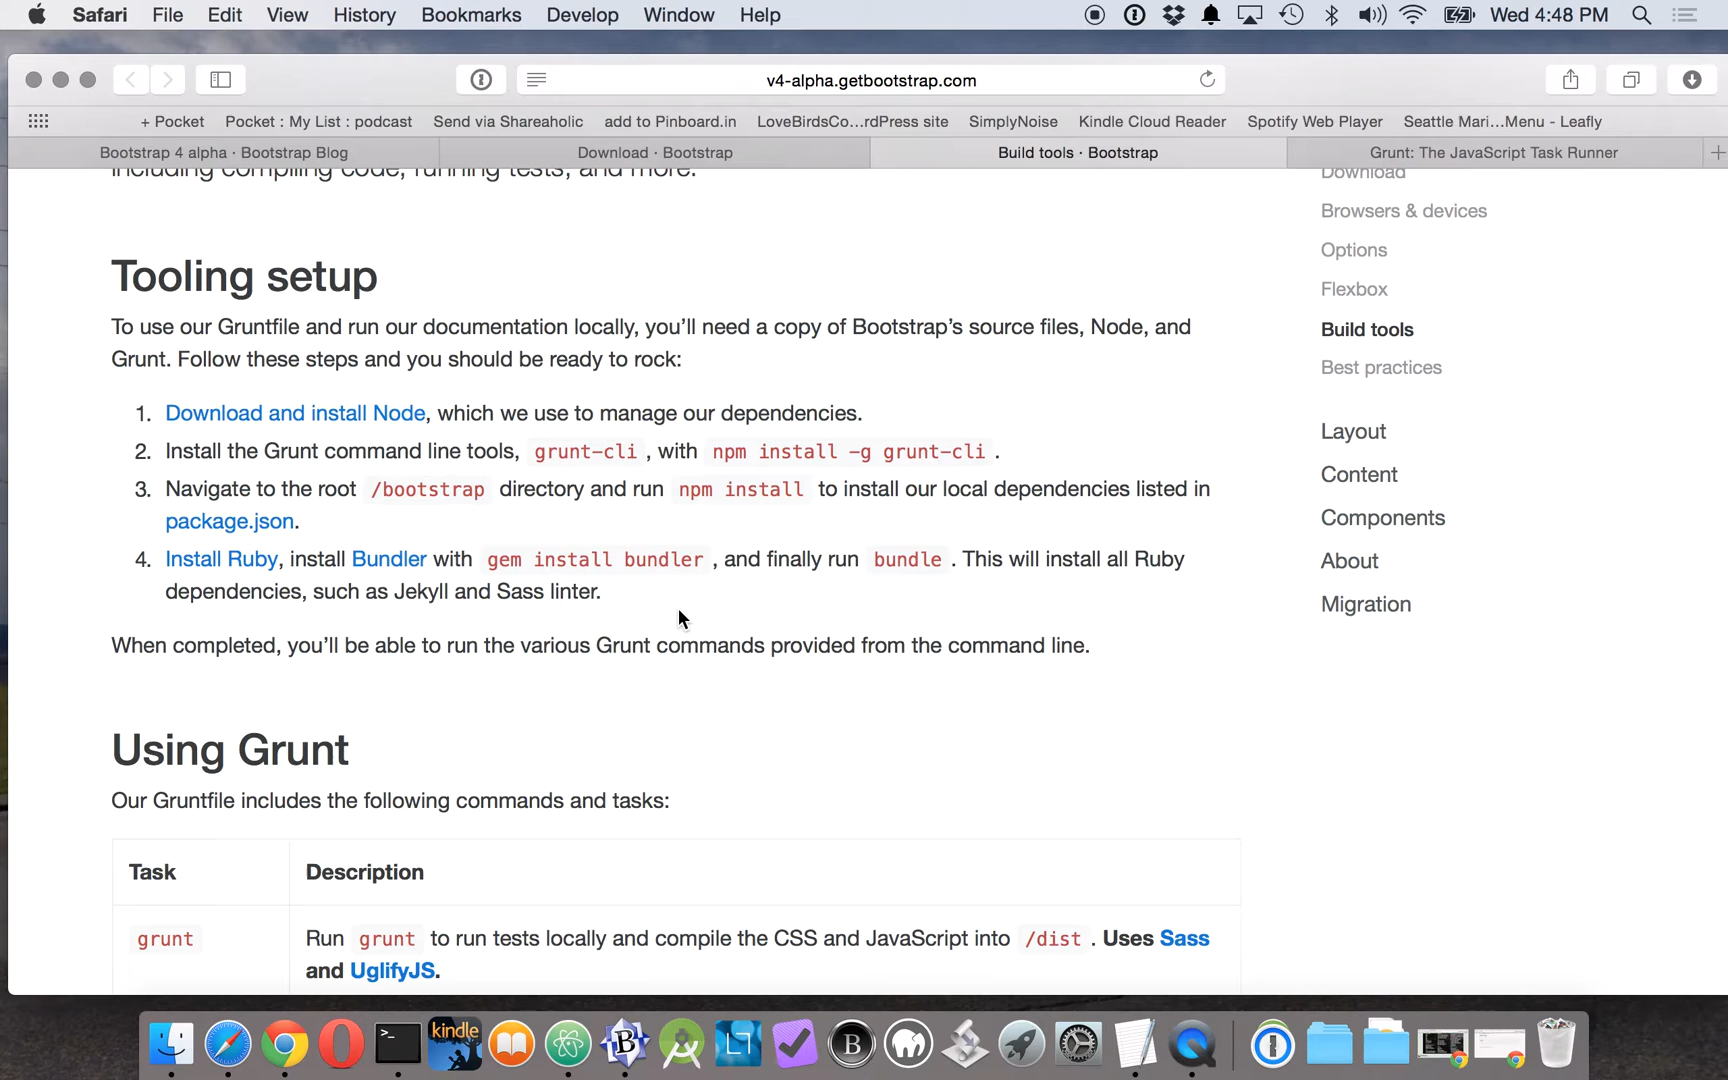 Safari File Edit View History Bookmarks Develop Window Help Wed 4:48 PM
v4-alpha.getbootstrap.com
+ Pocket Pocket : My List : podcast Send via Shareaholic add to Pinboard.in LoveBirdsCo...rdPress site SimplyNoise Kindle Cloud Reader Spotify Web Player Seattle Mari...Menu - Leafly
Bootstrap 4 alpha · Bootstrap Blog Download · Bootstrap Build tools · Bootstrap Grunt: The JavaScript Task Runner
including compiling code, running tests, and more.
Download
Browsers & devices
Options
Flexbox
Build tools
Best practices
Layout
Content
Components
About
Migration
Tooling setup
To use our Gruntfile and run our documentation locally, you’ll need a copy of Bootstrap’s source files, Node, and
Grunt. Follow these steps and you should be ready to rock:
1. Download and install Node, which we use to manage our dependencies.
2. Install the Grunt command line tools, grunt-cli , with npm install -g grunt-cli .
3. Navigate to the root /bootstrap directory and run npm install to install our local dependencies listed in
package.json.
4. Install Ruby, install Bundler with gem install bundler , and finally run bundle . This will install all Ruby
dependencies, such as Jekyll and Sass linter.
When completed, you’ll be able to run the various Grunt commands provided from the command line.
Using Grunt
Our Gruntfile includes the following commands and tasks:
Task Description
grunt Run grunt to run tests locally and compile the CSS and JavaScript into /dist . Uses Sass
and UglifyJS.
kindle